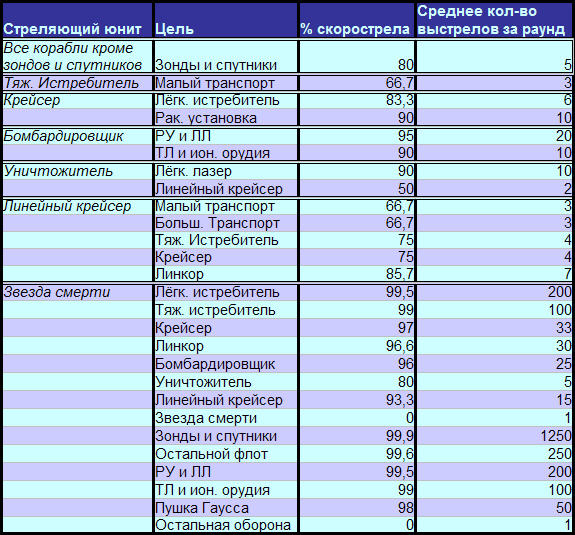 Стреляющий юнит Цель % скорострела Среднее кол-во выстрелов за раунд
Все корабли кроме
зондов и спутников Зонды и спутники 80 5
Тяж. Истребитель Малый транспорт 66,7 3
Крейсер Лёгк. истребитель 83,3 6
Рак. установка 90 10
Бомбардировщик РУ и ЛЛ 95 20
ТЛ и ион. орудия 90 10
Уничтожитель Лёгк. лазер 90 10
Линейный крейсер 50 2
Линейный крейсер Малый транспорт 66,7 3
Больш. Транспорт 66,7 3
Тяж. Истребитель 75 4
Крейсер 75 4
Линкор 85,7 7
Звезда смерти Лёгк. истребитель 99,5 200
Тяж. истребитель 99 100
Крейсер 97 33
Линкор 96,6 30
Бомбардировщик 96 25
Уничтожитель 80 5
Линейный крейсер 93,3 15
Звезда смерти 0 1
Зонды и спутники 99,9 1250
Остальной флот 99,6 250
РУ и ЛЛ 99,5 200
ТЛ и ион. орудия 99 100
Пушка Гаусса 98 50
Остальная оборона 0 1